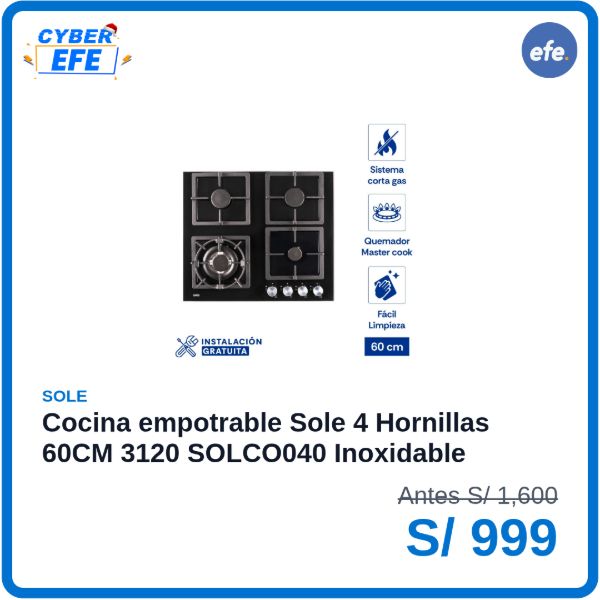 CYBER
EFE
efe.
Sistema
corta gas
Quemador
Master cook
Fácil
Limpieza
60 cm
INSTALACIÓN
GRATUITA
SOLE
Cocina empotrable Sole 4 Hornillas
60CM 3120 SOLCO040 Inoxidable
Antes S/ 1,600
S/ 999